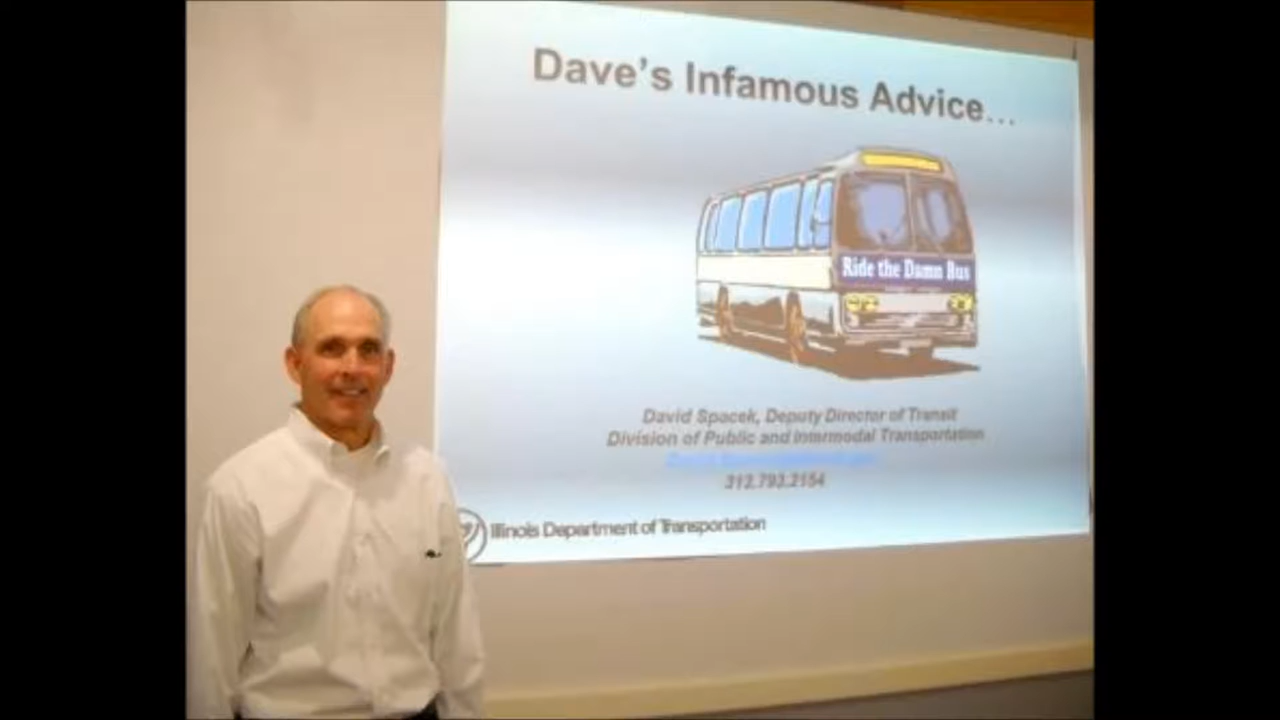 Dave's Infamous Advice...
Ride the Damn Bus
David Spacek, Deputy Director of Transit
Division of Public and Intermodal Transportation
312.793.2154
Illinois Department of Transportation